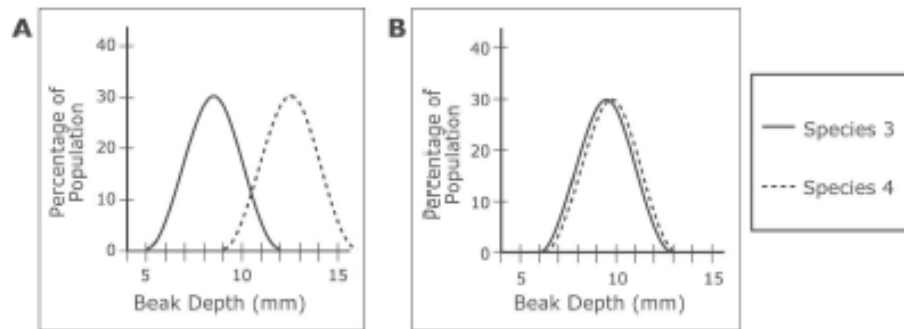 A
Percentage of
Population
40
30
20
10
0
5
10
15
Beak Depth (mm)
B
Percentage of
Population
40
30
20
10
0
5
10
15
Beak Depth (mm)
Species 3
Species 4